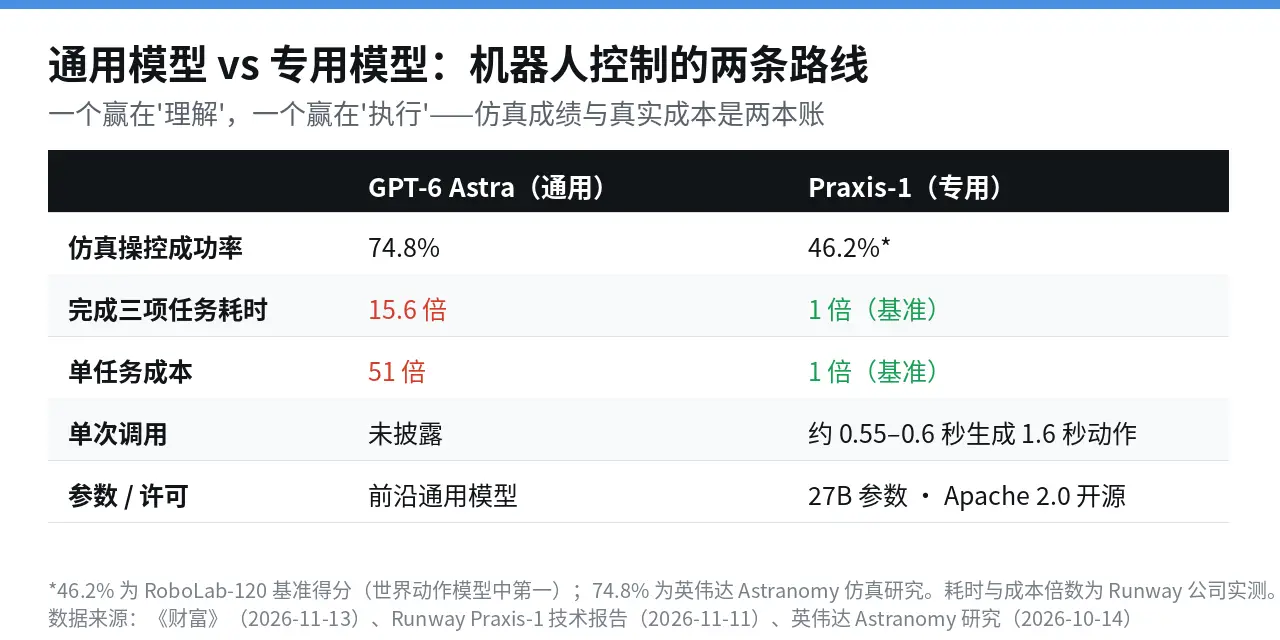 通用模型 vs 专用模型：机器人控制的两条路线
一个赢在'理解'，一个赢在'执行'——仿真成绩与真实成本是两本账
GPT-6 Astra（通用） Praxis-1（专用）
仿真操控成功率 74.8% 46.2%*
完成三项任务耗时 15.6 倍 1 倍（基准）
单任务成本 51 倍 1 倍（基准）
单次调用 未披露 约 0.55–0.6 秒生成 1.6 秒动作
参数 / 许可 前沿通用模型 27B 参数 · Apache 2.0 开源
*46.2% 为 RoboLab-120 基准得分（世界动作模型中第一）；74.8% 为英伟达 Astranomy 仿真研究。耗时与成本倍数为 Runway 公司实测。
数据来源：《财富》（2026-11-13）、Runway Praxis-1 技术报告（2026-11-11）、英伟达 Astranomy 研究（2026-10-14）